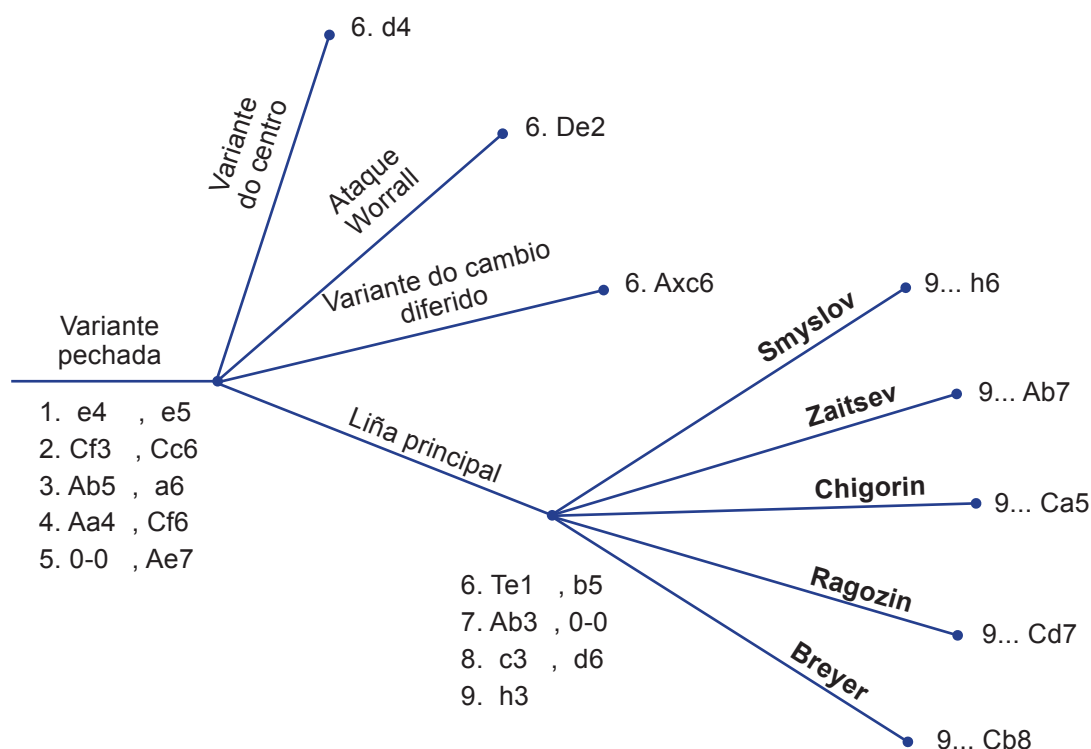 6. d4
Variante
do centro
6. De2
Ataque
Worrall
Variante do cambio
diferido
6. Axc6
Variante
pechada
1. e4 , e5
2. Cf3 , Cc6
3. Ab5 , a6
4. Aa4 , Cf6
5. 0-0 , Ae7
Liña principal
6. Te1 , b5
7. Ab3 , 0-0
8. c3 , d6
9. h3
Smyslov
9... h6
Zaitsev
9... Ab7
Chigorin
9... Ca5
Ragozin
9... Cd7
Breyer
9... Cb8